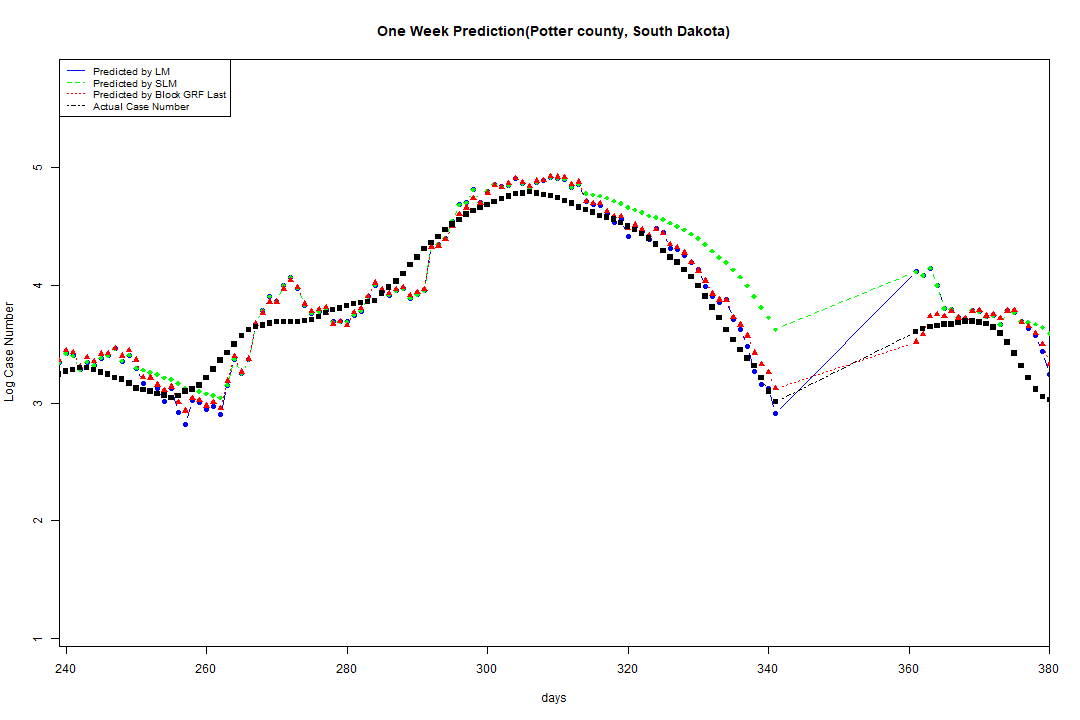 One Week Prediction(Potter county, South Dakota)
Predicted by LM
Predicted by SLM
Predicted by Block GRF Last
Actual Case Number
5
4
3
2
1
Log Case Number
240 260 280 300 320 340 360 380
days